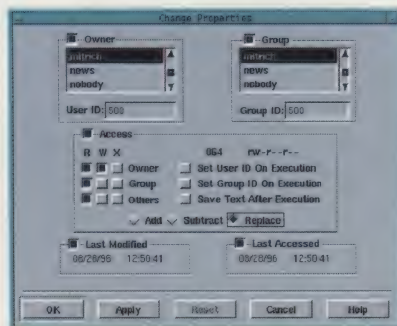 Change Properties
Owner
mitrich
news
nobody
User ID: 500
Group
mitrich
news
nobody
Group ID: 500
Access
R W X 064 rw-r--r--
Owner Set User ID On Execution
Group Set Group ID On Execution
Others Save Text After Execution
Add Subtract Replace
Last Modified
08/28/96 12:50:41
Last Accessed
08/28/96 12:50:41
OK Apply Reset Cancel Help